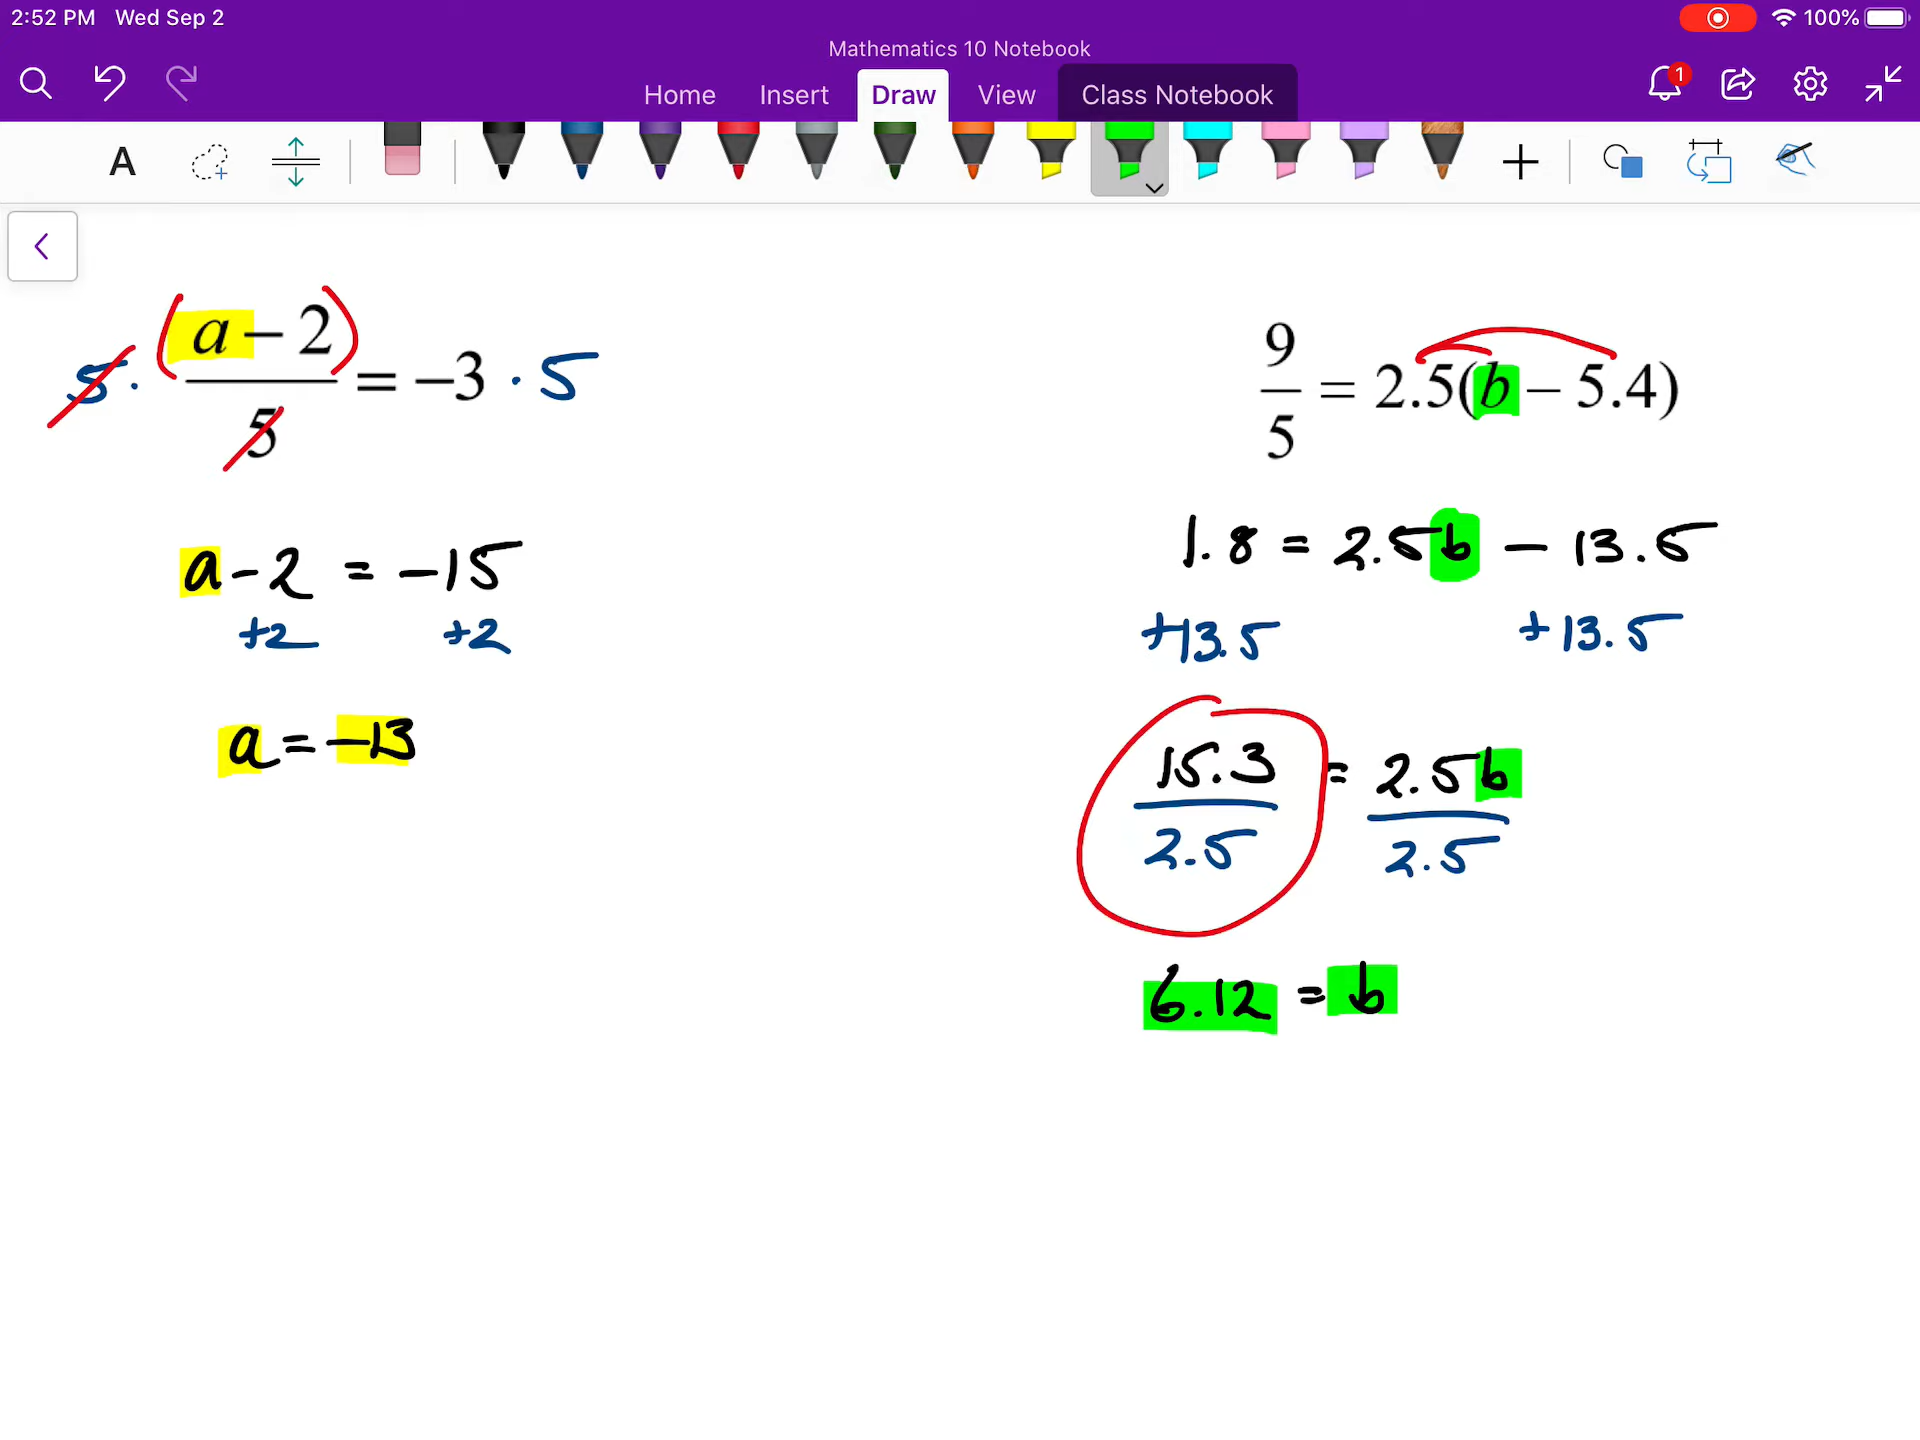 2:52 PM Wed Sep 2
100%
Mathematics 10 Notebook
1
Home Insert Draw View Class Notebook
A
5 · (a − 2)/5 = −3 · 5
a − 2 = −15
+2 +2
a = −13
9/5 = 2.5(b − 5.4)
1.8 = 2.5b − 13.5
+13.5 +13.5
15.3/2.5 = 2.5b/2.5
6.12 = b